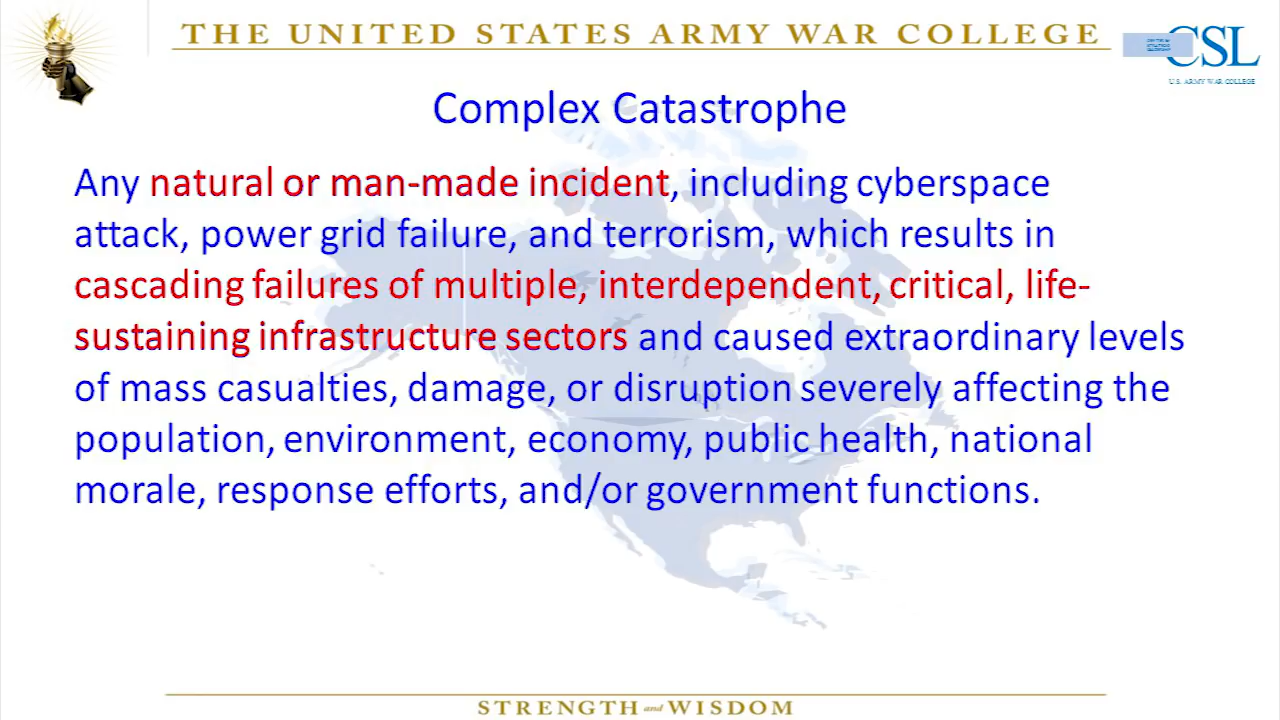 THE UNITED STATES ARMY WAR COLLEGE
CSL
U.S. ARMY WAR COLLEGE
Complex Catastrophe
Any natural or man-made incident, including cyberspace
attack, power grid failure, and terrorism, which results in
cascading failures of multiple, interdependent, critical, life-
sustaining infrastructure sectors and caused extraordinary levels
of mass casualties, damage, or disruption severely affecting the
population, environment, economy, public health, national
morale, response efforts, and/or government functions.
STRENGTH and WISDOM